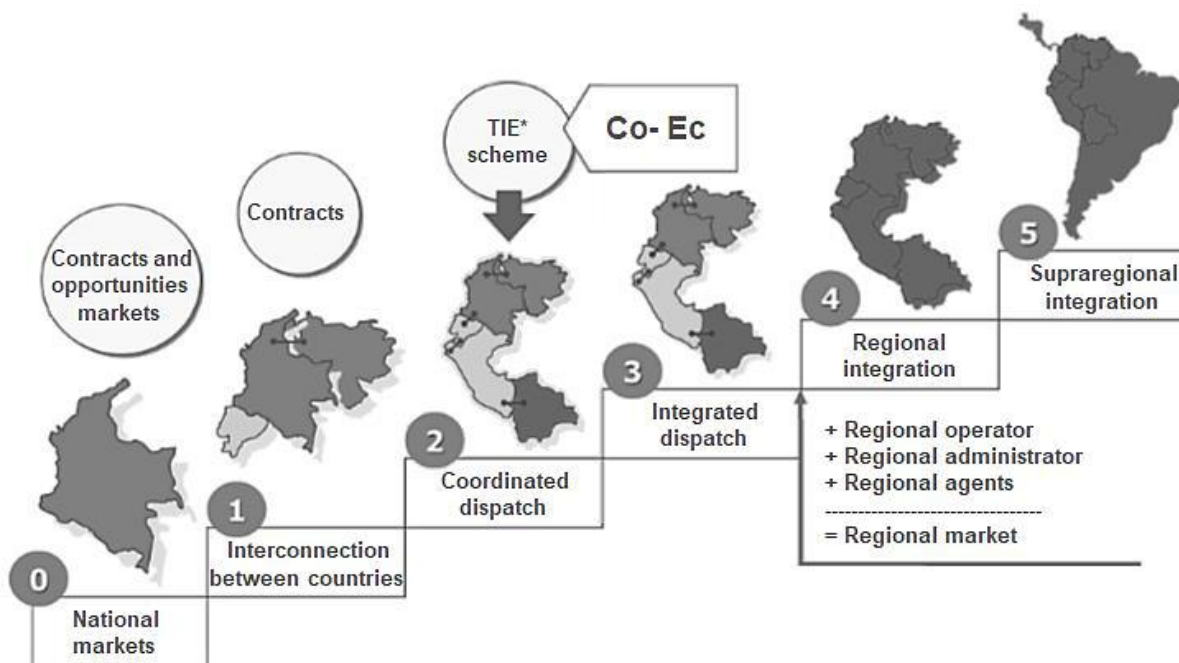 Contracts and
opportunities
markets
Contracts
TIE*
scheme
Co- Ec
0
National
markets
1
Interconnection
between countries
2
Coordinated
dispatch
3
Integrated
dispatch
4
Regional
integration
5
Supraregional
integration
+ Regional operator
+ Regional administrator
+ Regional agents
---------------------------------
= Regional market